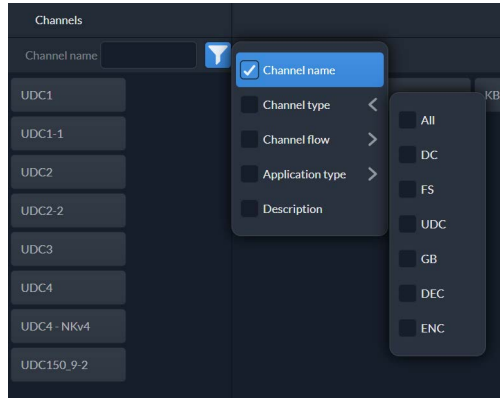 Channels
Channel name
UDC1
UDC1-1
UDC2
UDC2-2
UDC3
UDC4
UDC4 - NKv4
UDC150_9-2
Channel name
Channel type
Channel flow
Application type
Description
All
DC
FS
UDC
GB
DEC
ENC
KB